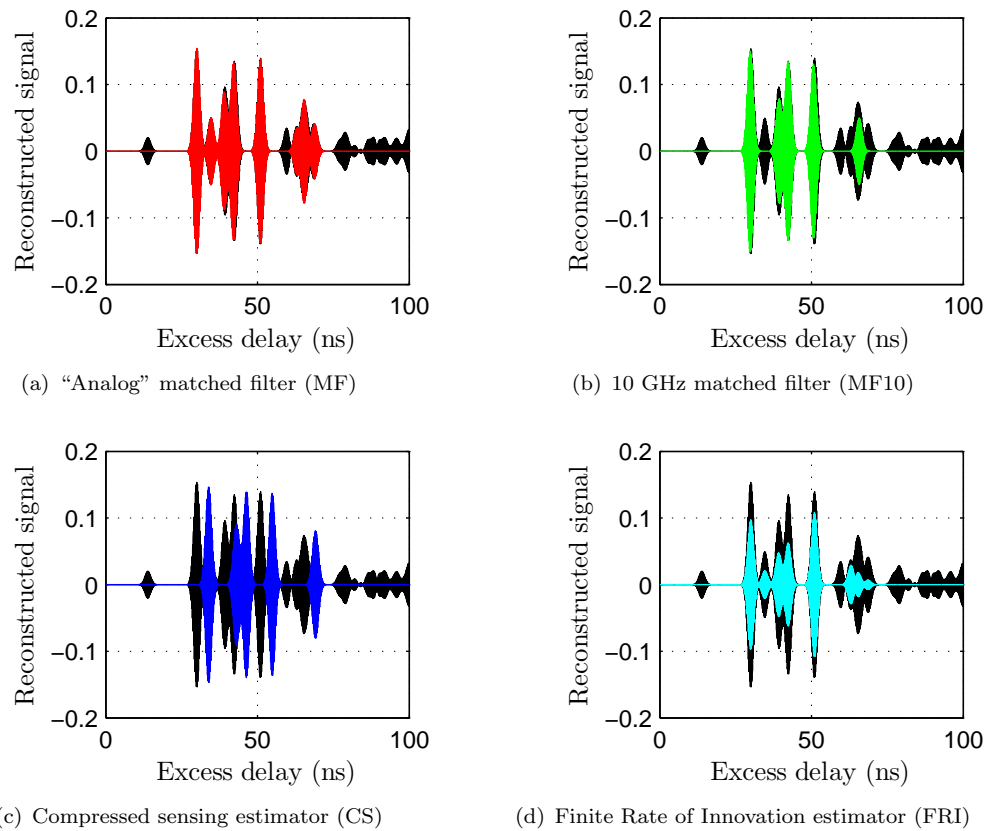 0.2
0.1
0
−0.1
−0.2
Reconstructed signal
0 50 100
Excess delay (ns)
(a) “Analog” matched filter (MF)
0.2
0.1
0
−0.1
−0.2
Reconstructed signal
0 50 100
Excess delay (ns)
(b) 10 GHz matched filter (MF10)
0.2
0.1
0
−0.1
−0.2
Reconstructed signal
0 50 100
Excess delay (ns)
(c) Compressed sensing estimator (CS)
0.2
0.1
0
−0.1
−0.2
Reconstructed signal
0 50 100
Excess delay (ns)
(d) Finite Rate of Innovation estimator (FRI)